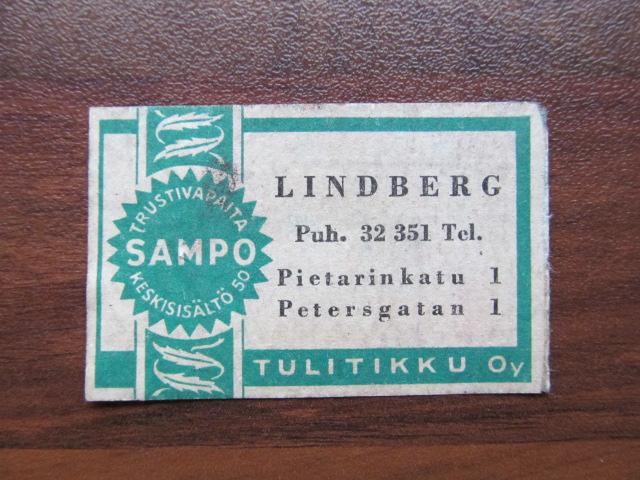 TRUSTIVAPAITA
SAMPO
KESKISISÄLTÖ 50
LINDBERG
Puh. 32 351 Tel.
Pietarinkatu 1
Petersgatan 1
TULITIKKU Oy